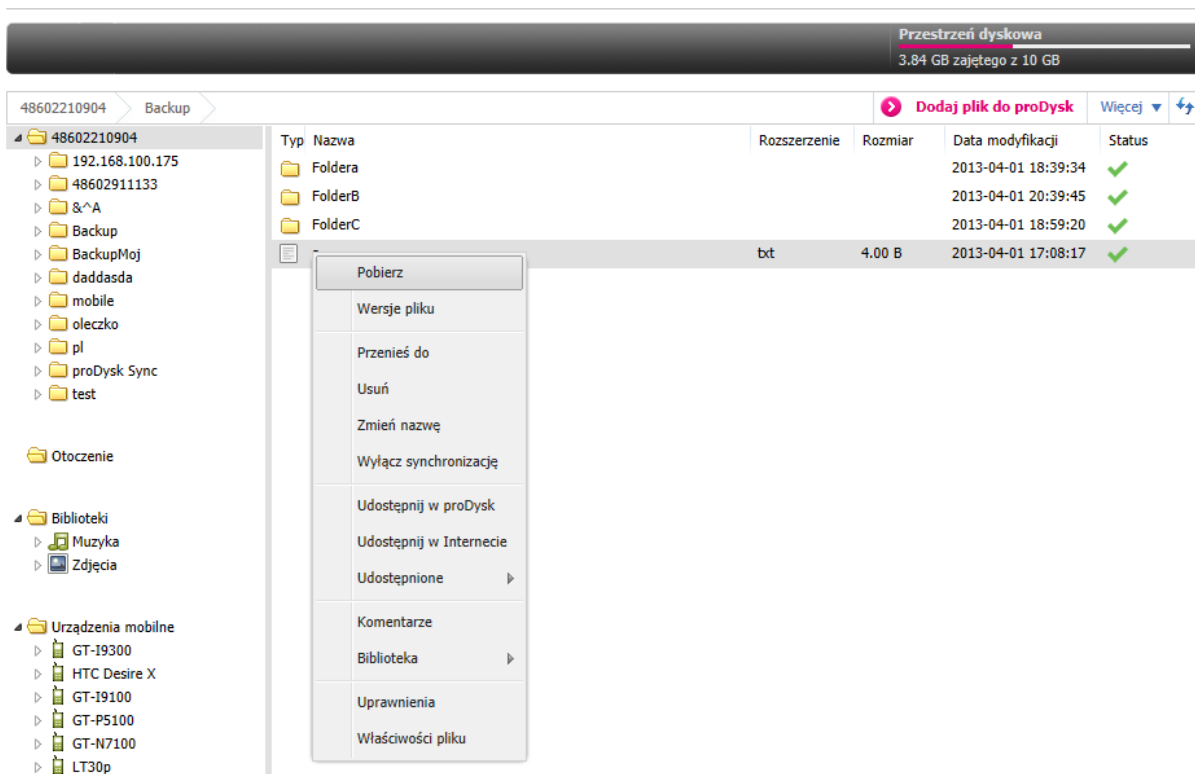 Przestrzeń dyskowa
3.84 GB zajętego z 10 GB
48602210904 Backup
Dodaj plik do proDysk Więcej
48602210904
192.168.100.175
48602911133
&^A
Backup
BackupMoj
daddasda
mobile
oleczko
pl
proDysk Sync
test
Otoczenie
Biblioteki
Muzyka
Zdjęcia
Urządzenia mobilne
GT-I9300
HTC Desire X
GT-I9100
GT-P5100
GT-N7100
LT30p
Typ Nazwa Rozszerzenie Rozmiar Data modyfikacji Status
Foldera 2013-04-01 18:39:34
FolderB 2013-04-01 20:39:45
FolderC 2013-04-01 18:59:20
txt 4.00 B 2013-04-01 17:08:17
Pobierz
Wersje pliku
Przenieś do
Usuń
Zmień nazwę
Wyłącz synchronizację
Udostępnij w proDysk
Udostępnij w Internecie
Udostępnione
Komentarze
Biblioteka
Uprawnienia
Właściwości pliku